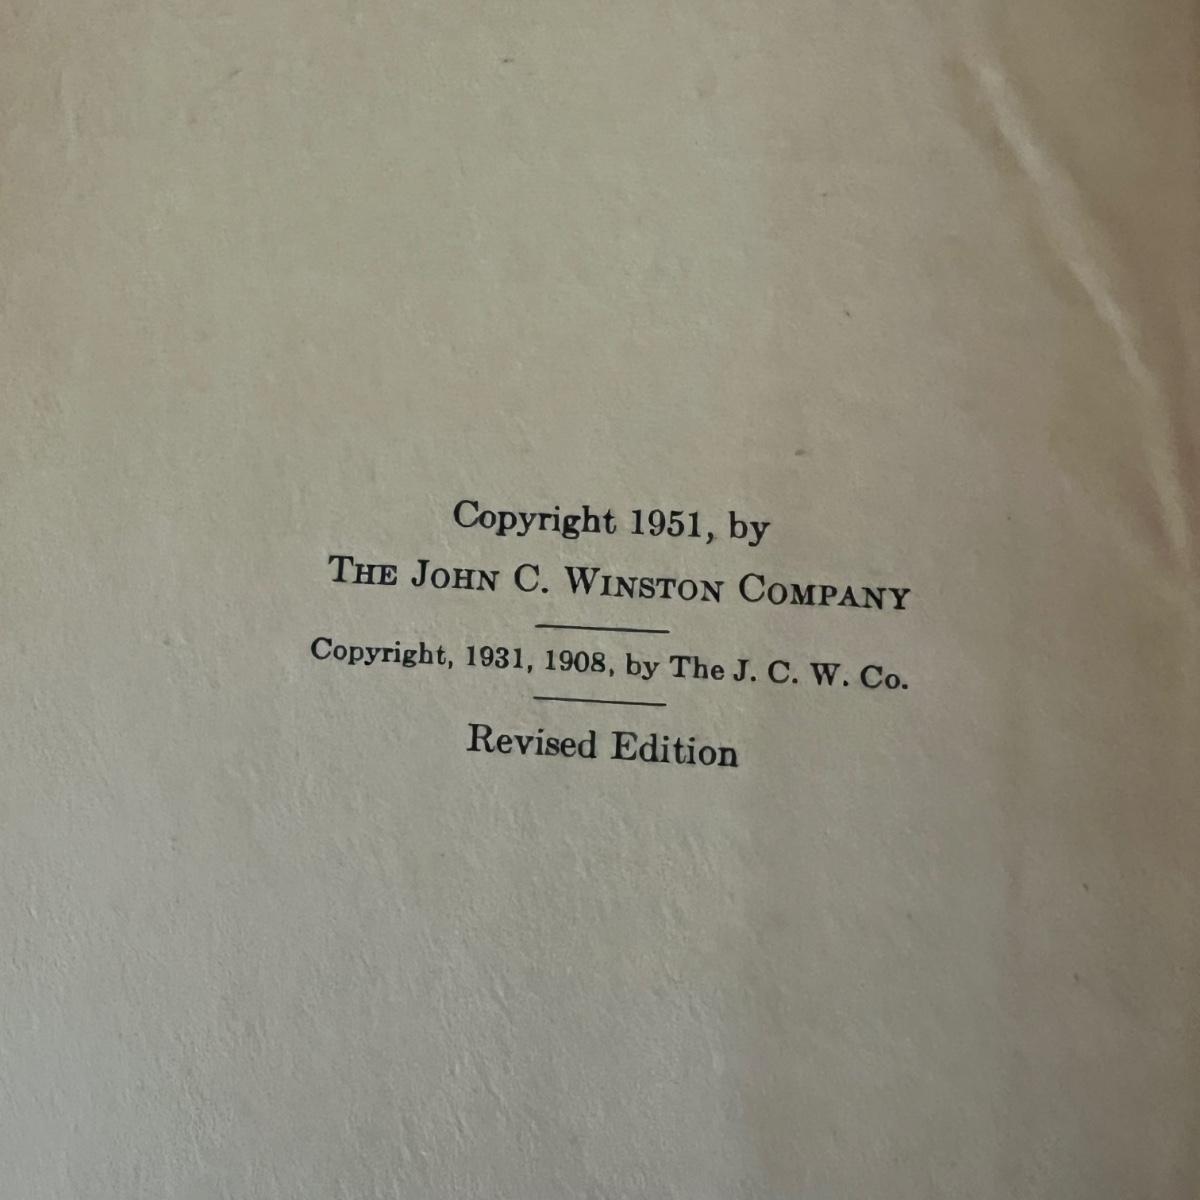 Copyright 1951, by
THE JOHN C. WINSTON COMPANY
Copyright, 1931, 1908, by The J. C. W. Co.
Revised Edition